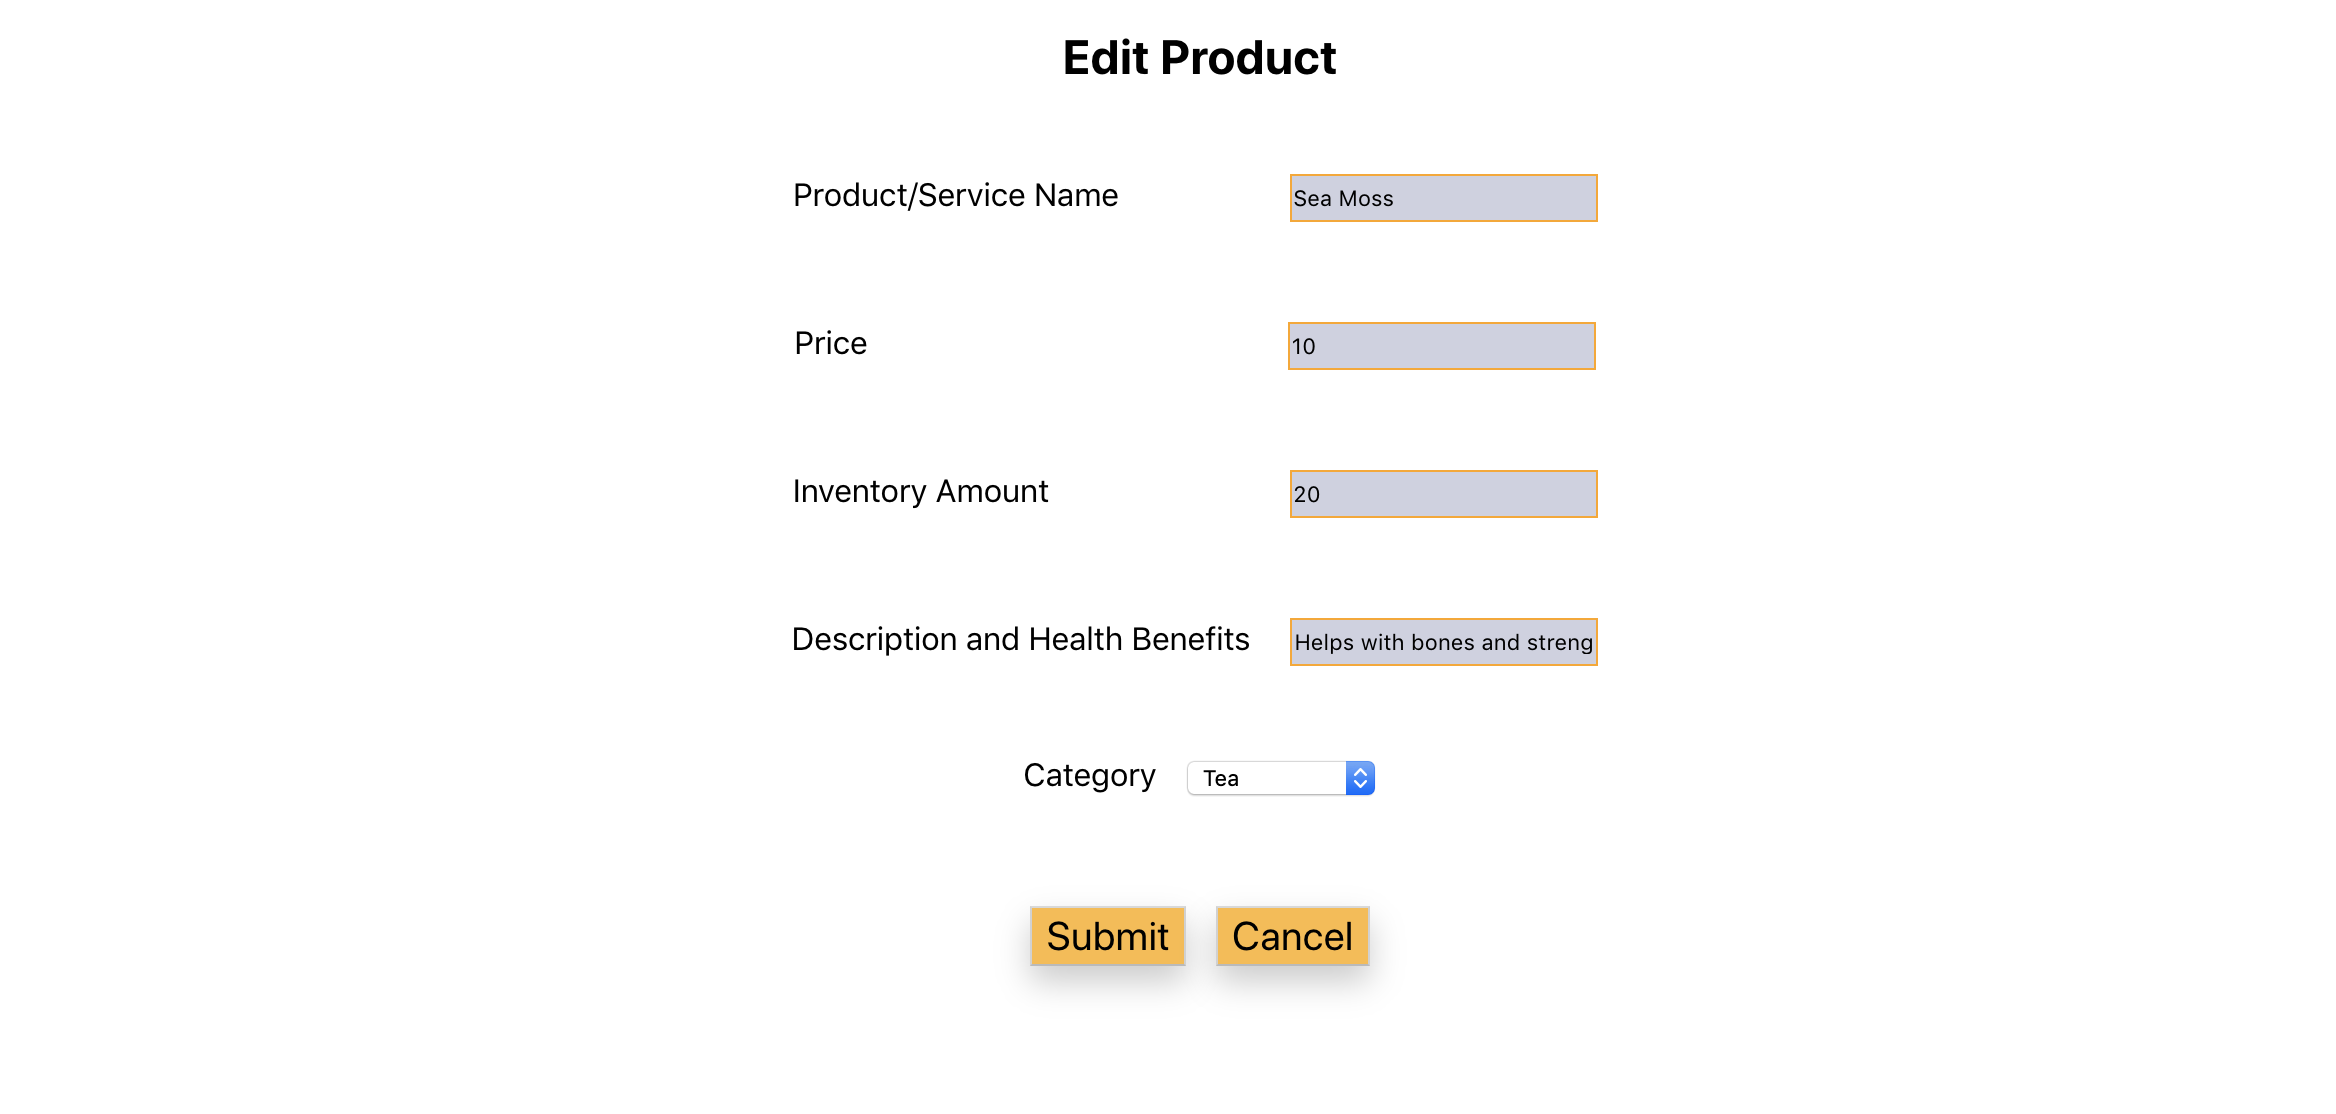 Edit Product
Product/Service Name Sea Moss
Price 10
Inventory Amount 20
Description and Health Benefits Helps with bones and streng
Category Tea
Submit Cancel